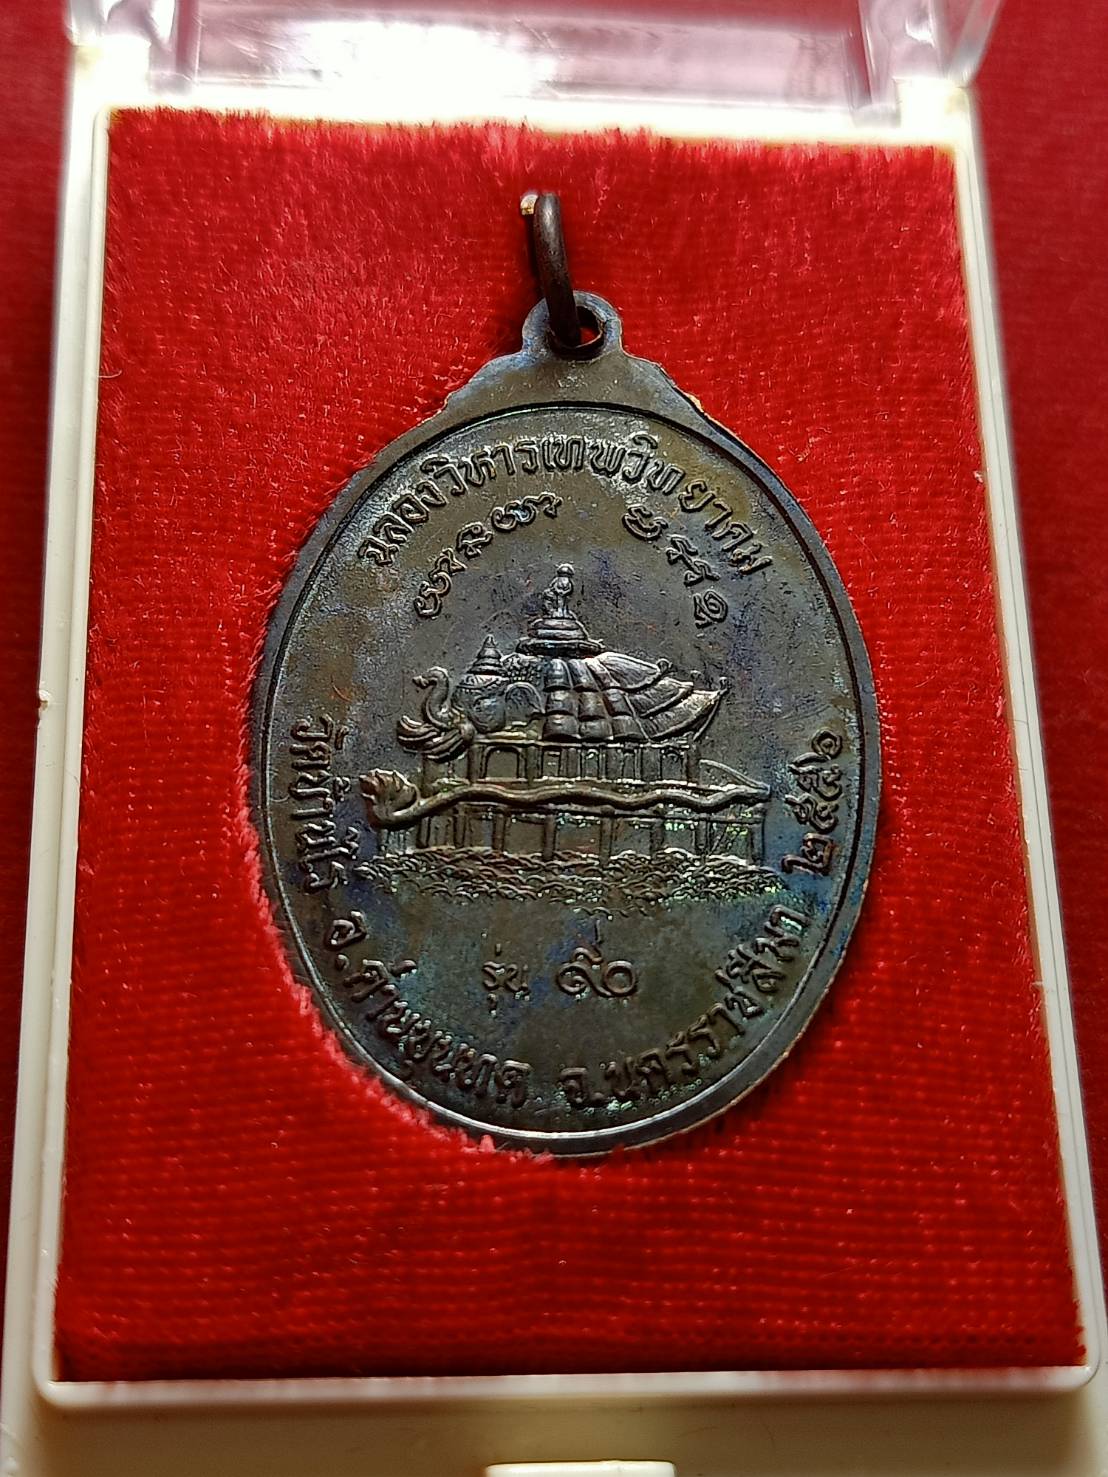 ฉลองวิหารเทพวิทยาคม
รุ่น ๙๐
วัดบ้านไร่ อ.ด่านขุนทด จ.นครราชสีมา ๒๕๕๑